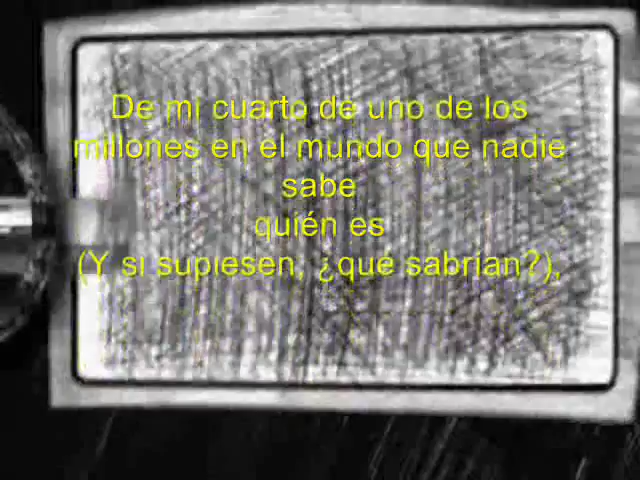 De mi cuarto de uno de los
millones en el mundo que nadie
sabe
quién es
(Y si supiesen, ¿qué sabrían?),